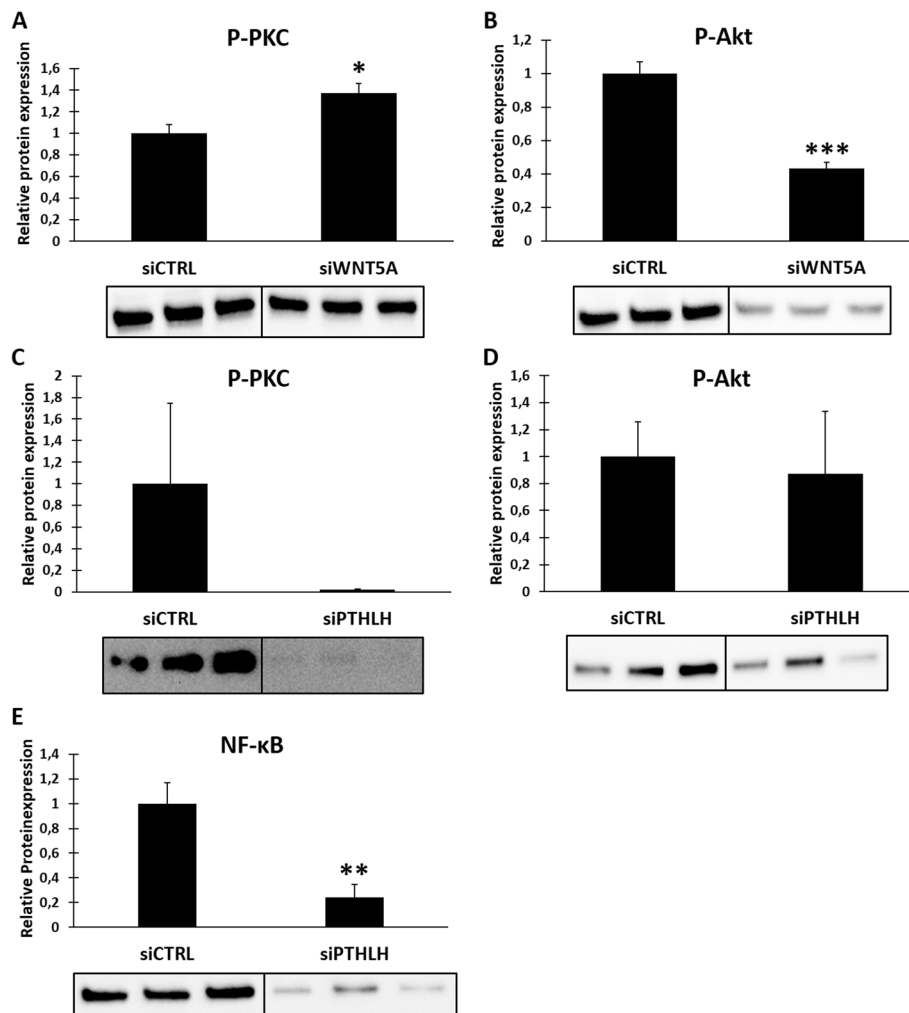 A
P-PKC
Relative protein expression
1,6
1,4
1,2
1
0,8
0,6
0,4
0,2
0
*
siCTRL
siWNT5A
B
P-Akt
Relative protein expression
1,2
1
0,8
0,6
0,4
0,2
0
***
siCTRL
siWNT5A
C
P-PKC
Relative protein expression
2
1,8
1,6
1,4
1,2
1
0,8
0,6
0,4
0,2
0
siCTRL
siPTHLH
D
P-Akt
Relative protein expression
1,6
1,4
1,2
1
0,8
0,6
0,4
0,2
0
siCTRL
siPTHLH
E
NF-κB
Relative Proteinexpression
1,4
1,2
1
0,8
0,6
0,4
0,2
0
**
siCTRL
siPTHLH